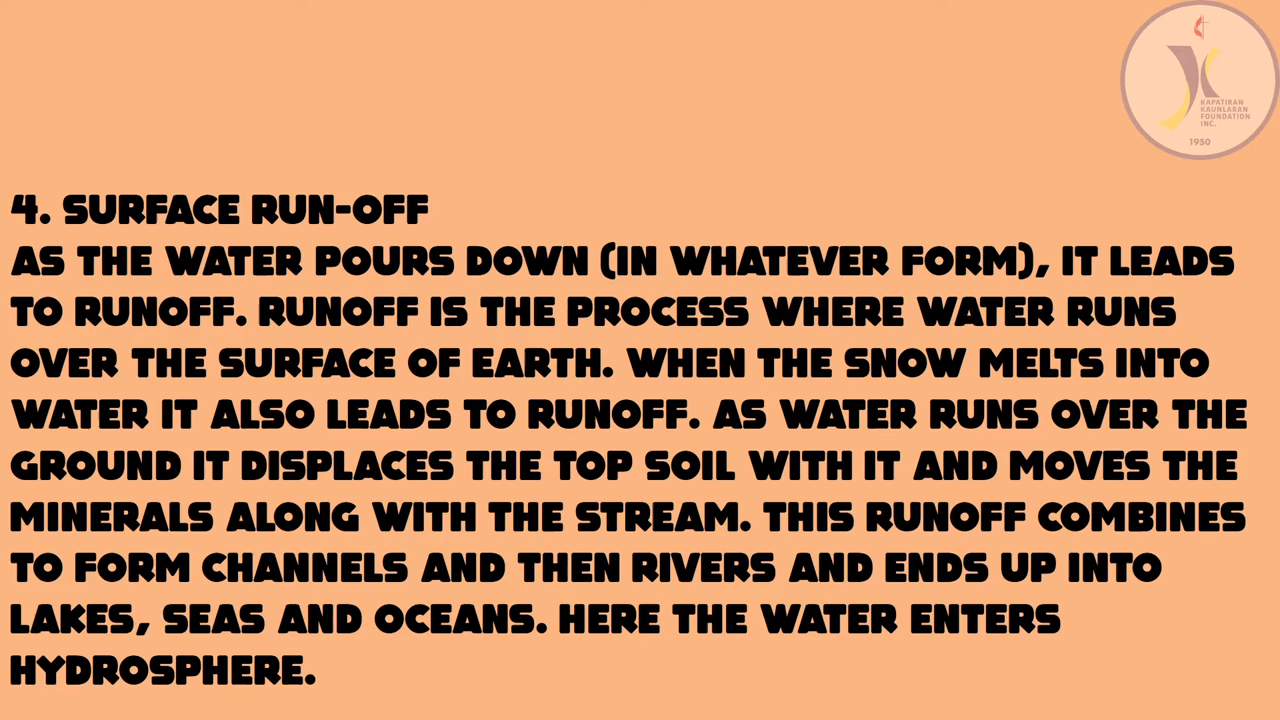 KAPATIRAN
KAUNLARAN
FOUNDATION
INC.
1950
4. SURFACE RUN-OFF
AS THE WATER POURS DOWN (IN WHATEVER FORM), IT LEADS
TO RUNOFF. RUNOFF IS THE PROCESS WHERE WATER RUNS
OVER THE SURFACE OF EARTH. WHEN THE SNOW MELTS INTO
WATER IT ALSO LEADS TO RUNOFF. AS WATER RUNS OVER THE
GROUND IT DISPLACES THE TOP SOIL WITH IT AND MOVES THE
MINERALS ALONG WITH THE STREAM. THIS RUNOFF COMBINES
TO FORM CHANNELS AND THEN RIVERS AND ENDS UP INTO
LAKES, SEAS AND OCEANS. HERE THE WATER ENTERS
HYDROSPHERE.